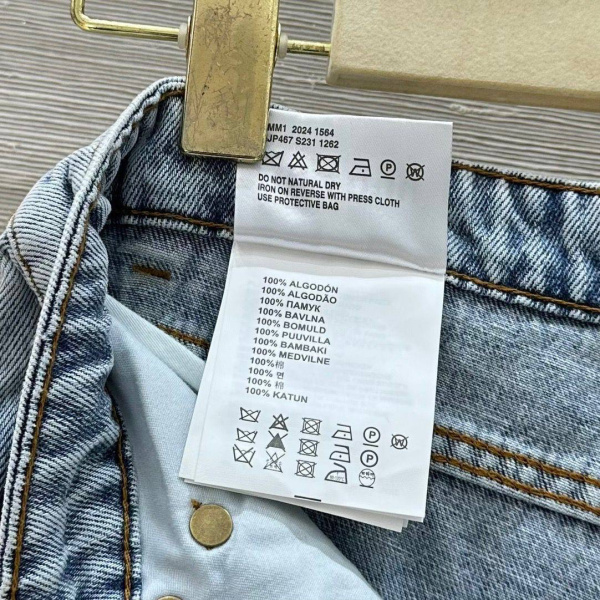 MM1 2024 1564
JP467 S231 1262
DO NOT NATURAL DRY
IRON ON REVERSE WITH PRESS CLOTH
USE PROTECTIVE BAG
100% ALGODÓN
100% ALGODÃO
100% ПАМУК
100% BAVLNA
100% BOMULD
100% PUUVILLA
100% BAMBAKI
100% MEDVILNE
100%棉
100% 면
100% 棉
100% KATUN